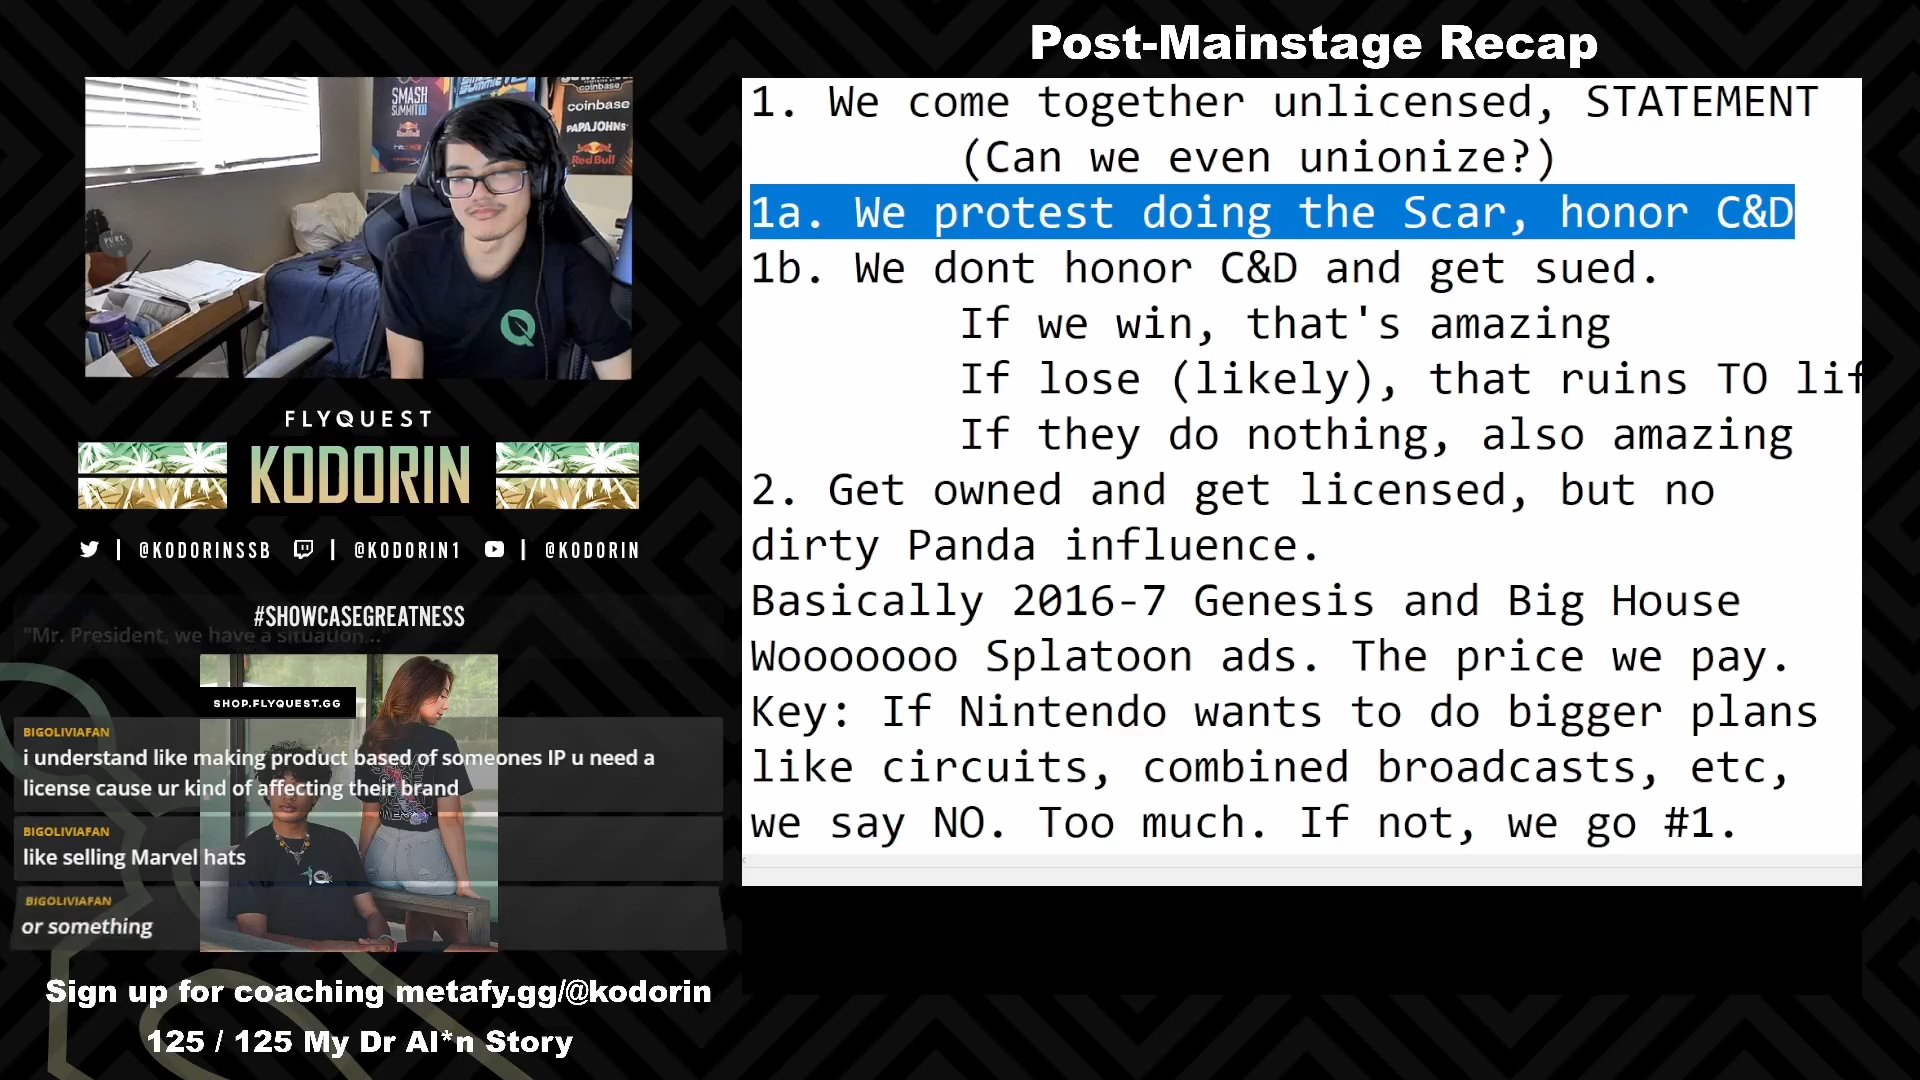 Post-Mainstage Recap
1. We come together unlicensed, STATEMENT
(Can we even unionize?)
1a. We protest doing the Scar, honor C&D
1b. We dont honor C&D and get sued.
If we win, that's amazing
If lose (likely), that ruins TO lif
If they do nothing, also amazing
2. Get owned and get licensed, but no
dirty Panda influence.
Basically 2016-7 Genesis and Big House
Wooooooo Splatoon ads. The price we pay.
Key: If Nintendo wants to do bigger plans
like circuits, combined broadcasts, etc,
we say NO. Too much. If not, we go #1.
SMASH
SUMMIT
coinbase
coinbase
PAPAJOHNS
Red Bull
FLYQUEST
KODORIN
| @KODORINSSB | @KODORIN1 | @KODORIN
#SHOWCASEGREATNESS
"Mr. President, we have a situation..."
SHOP.FLYQUEST.GG
BIGOLIVIAFAN
i understand like making product based of someones IP u need a
license cause ur kind of affecting their brand
BIGOLIVIAFAN
like selling Marvel hats
BIGOLIVIAFAN
or something
Sign up for coaching metafy.gg/@kodorin
125 / 125 My Dr Al*n Story